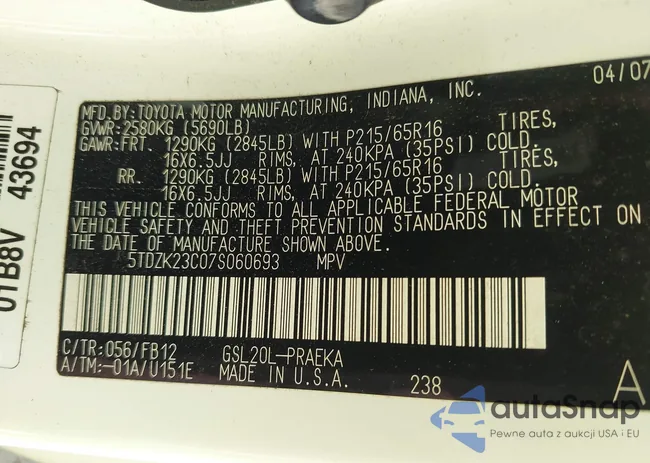 04/07
MFD.BY:TOYOTA MOTOR MANUFACTURING, INDIANA, INC.
GVWR:2580KG (5690LB)
GAWR:FRT. 1290KG (2845LB) WITH P215/65R16 TIRES,
16X6.5JJ RIMS, AT 240KPA (35PSI) COLD.
RR. 1290KG (2845LB) WITH P215/65R16 TIRES,
16X6.5JJ RIMS, AT 240KPA (35PSI) COLD.
THIS VEHICLE CONFORMS TO ALL APPLICABLE FEDERAL MOTOR
VEHICLE SAFETY AND THEFT PREVENTION STANDARDS IN EFFECT ON
THE DATE OF MANUFACTURE SHOWN ABOVE.
5TDZK23C07S060693 MPV
C/TR:056/FB12 GSL20L-PRAEKA
A/TM:-01A/U151E MADE IN U.S.A. 238 A
01B8V 43694
autaSnap
Pewne auta z aukcji USA i EU